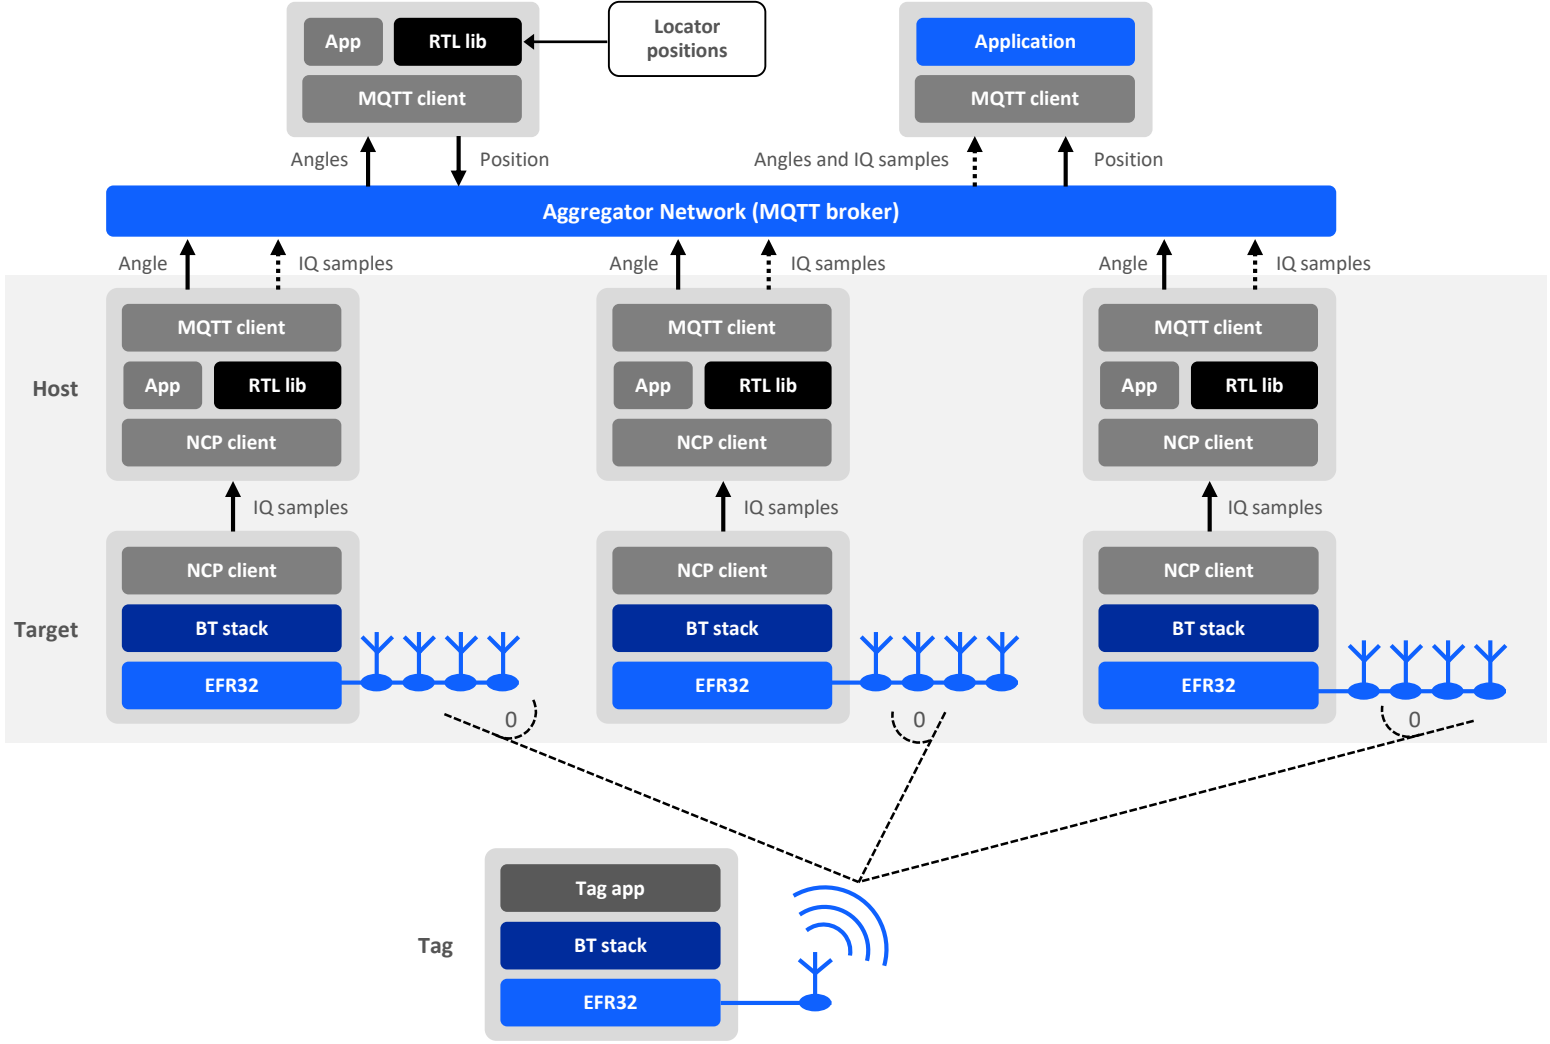 App
RTL lib
Locator
positions
Application
MQTT client
MQTT client
Angles
Position
Angles and IQ samples
Position
Aggregator Network (MQTT broker)
Angle
IQ samples
Angle
IQ samples
Angle
IQ samples
Host
MQTT client
App
RTL lib
NCP client
MQTT client
App
RTL lib
NCP client
MQTT client
App
RTL lib
NCP client
IQ samples
IQ samples
IQ samples
Target
NCP client
BT stack
EFR32
NCP client
BT stack
EFR32
NCP client
BT stack
EFR32
0
0
0
Tag
Tag app
BT stack
EFR32